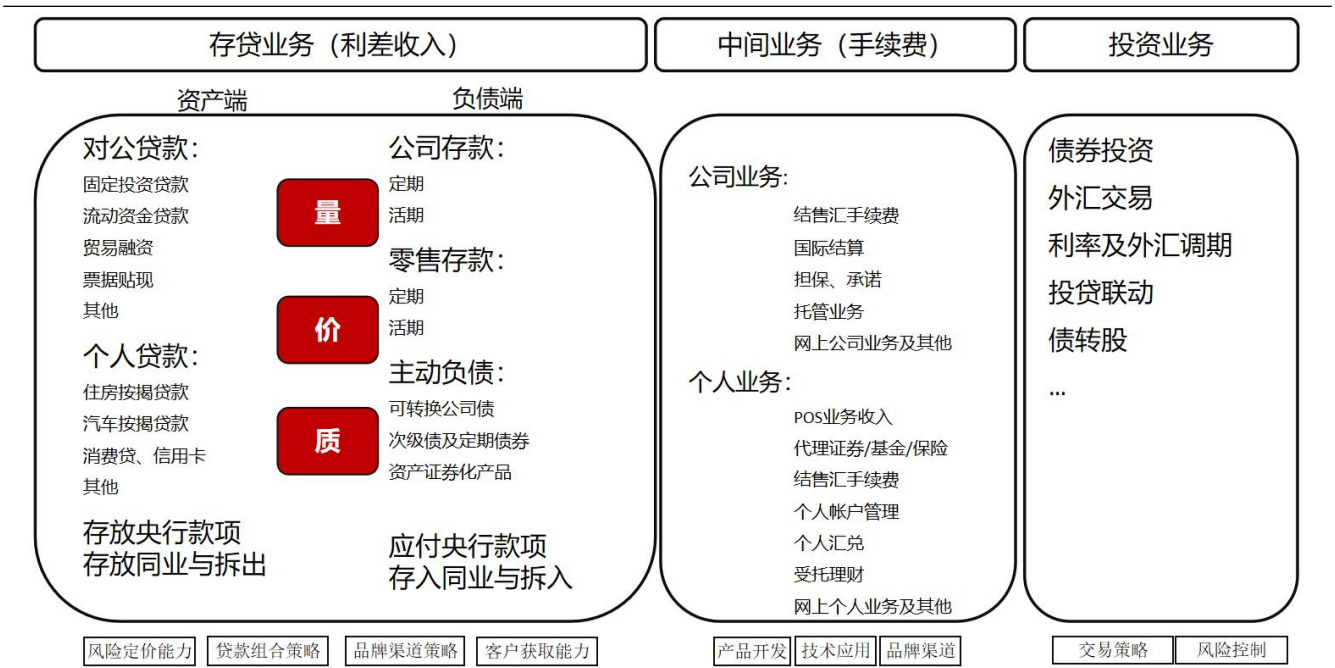 存贷业务（利差收入）
中间业务（手续费）
投资业务
资产端
负债端
对公贷款：
固定投资贷款
流动资金贷款
贸易融资
票据贴现
其他
个人贷款：
住房按揭贷款
汽车按揭贷款
消费贷、信用卡
其他
存放央行款项
存放同业与拆出
量
价
质
公司存款：
定期
活期
零售存款：
定期
活期
主动负债：
可转换公司债
次级债及定期债券
资产证券化产品
应付央行款项
存入同业与拆入
公司业务:
结售汇手续费
国际结算
担保、承诺
托管业务
网上公司业务及其他
个人业务：
POS业务收入
代理证券/基金/保险
结售汇手续费
个人帐户管理
个人汇兑
受托理财
网上个人业务及其他
债券投资
外汇交易
利率及外汇调期
投贷联动
债转股
...
风险定价能力
贷款组合策略
品牌渠道策略
客户获取能力
产品开发
技术应用
品牌渠道
交易策略
风险控制